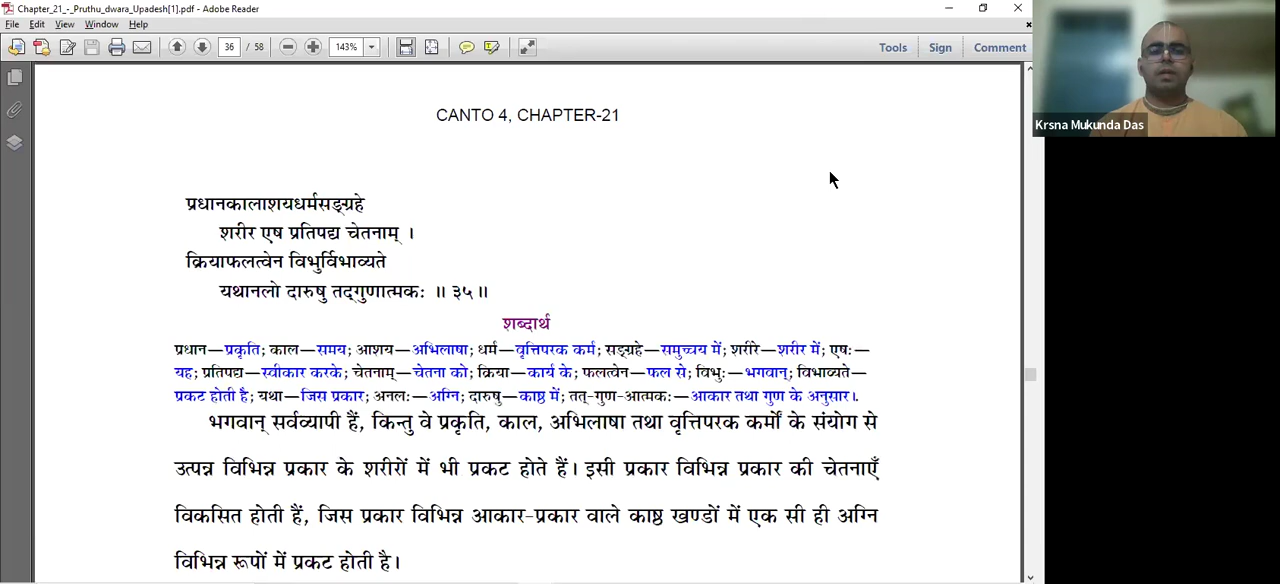 Chapter_21_-_Pruthu_dwara_Upadesh[1].pdf - Adobe Reader
File Edit View Window Help
36 / 58 143% Tools Sign Comment
Krsna Mukunda Das
CANTO 4, CHAPTER-21
प्रधानकालाशयधर्मसङ्ग्रहे
शरीर एष प्रतिपद्य चेतनाम् ।
क्रियाफलत्वेन विभुर्विभाव्यते
यथानलो दारुषु तद्गुणात्मकः ॥ ३५॥
शब्दार्थ
प्रधान—प्रकृति; काल—समय; आशय—अभिलाषा; धर्म—वृत्तिपरक कर्म; सङ्ग्रहे—समुच्चय में; शरीरे—शरीर में; एषः—
यह; प्रतिपद्य—स्वीकार करके; चेतनाम्—चेतना को; क्रिया—कार्य के; फलत्वेन—फल से; विभुः—भगवान्; विभाव्यते—
प्रकट होती है; यथा—जिस प्रकार; अनलः—अग्नि; दारुषु—काष्ठ में; तत्-गुण-आत्मकः—आकार तथा गुण के अनुसार।.
भगवान् सर्वव्यापी हैं, किन्तु वे प्रकृति, काल, अभिलाषा तथा वृत्तिपरक कर्मों के संयोग से
उत्पन्न विभिन्न प्रकार के शरीरों में भी प्रकट होते हैं। इसी प्रकार विभिन्न प्रकार की चेतनाएँ
विकसित होती हैं, जिस प्रकार विभिन्न आकार-प्रकार वाले काष्ठ खण्डों में एक सी ही अग्नि
विभिन्न रूपों में प्रकट होती है।